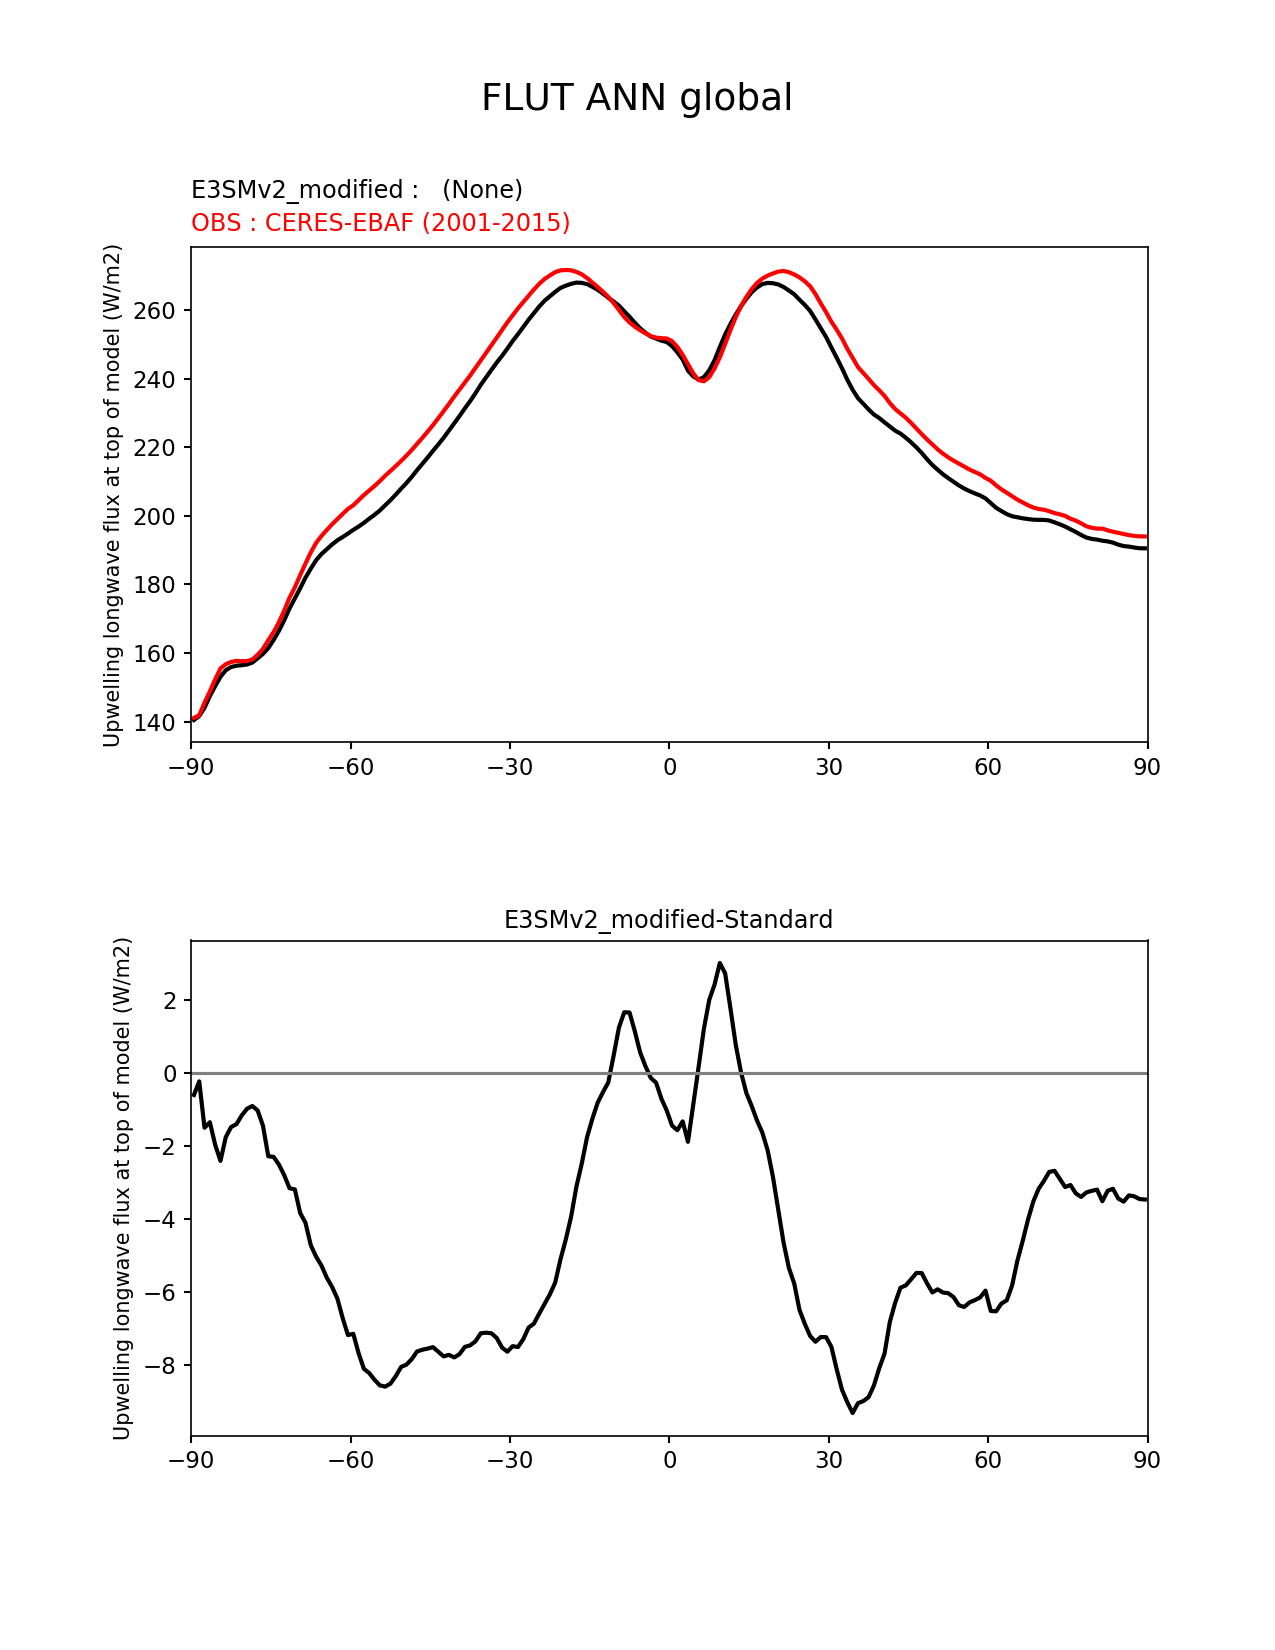 FLUT ANN global
E3SMv2_modified :   (None)
OBS : CERES-EBAF (2001-2015)
Upwelling longwave flux at top of model (W/m2)
260
240
220
200
180
160
140
−90 −60 −30 0 30 60 90
E3SMv2_modified-Standard
Upwelling longwave flux at top of model (W/m2)
2
0
−2
−4
−6
−8
−90 −60 −30 0 30 60 90